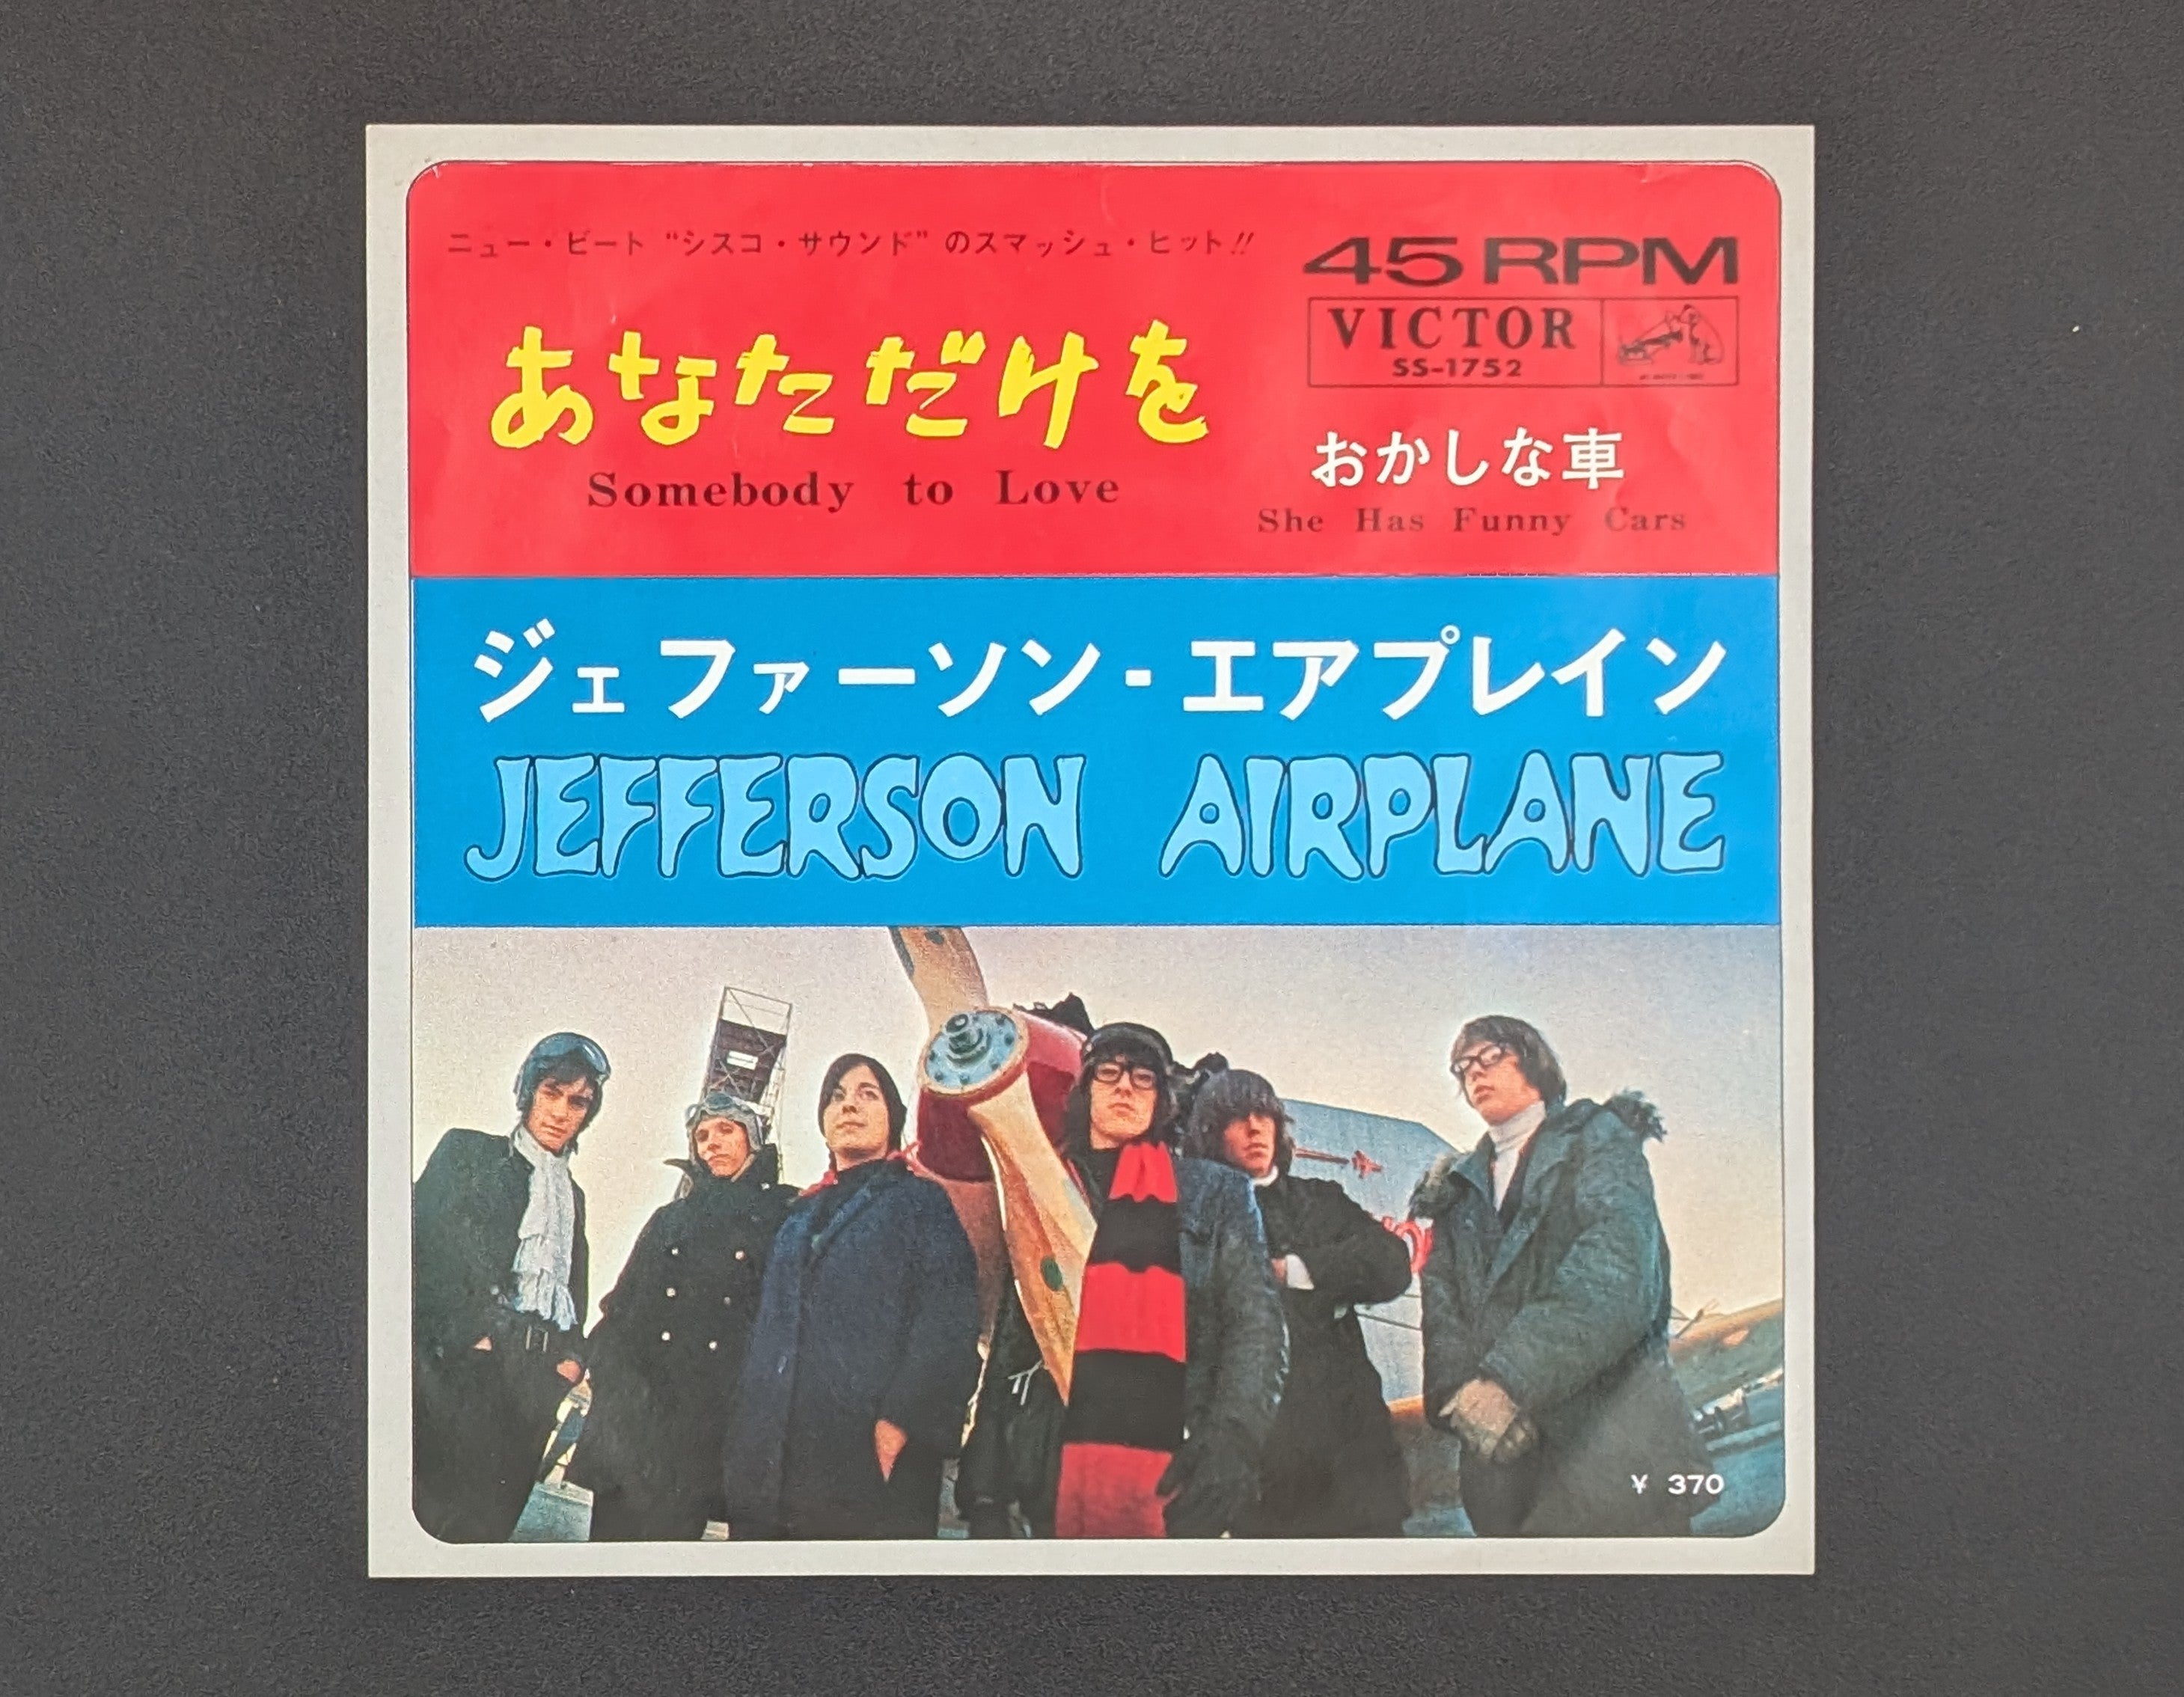 ニュー・ビート "シスコ・サウンド" のスマッシュ・ヒット!!
45 RPM
VICTOR
SS-1752
あなただけを
Somebody to Love
おかしな車
She Has Funny Cars
ジェファーソン-エアプレイン
JEFFERSON AIRPLANE
¥ 370